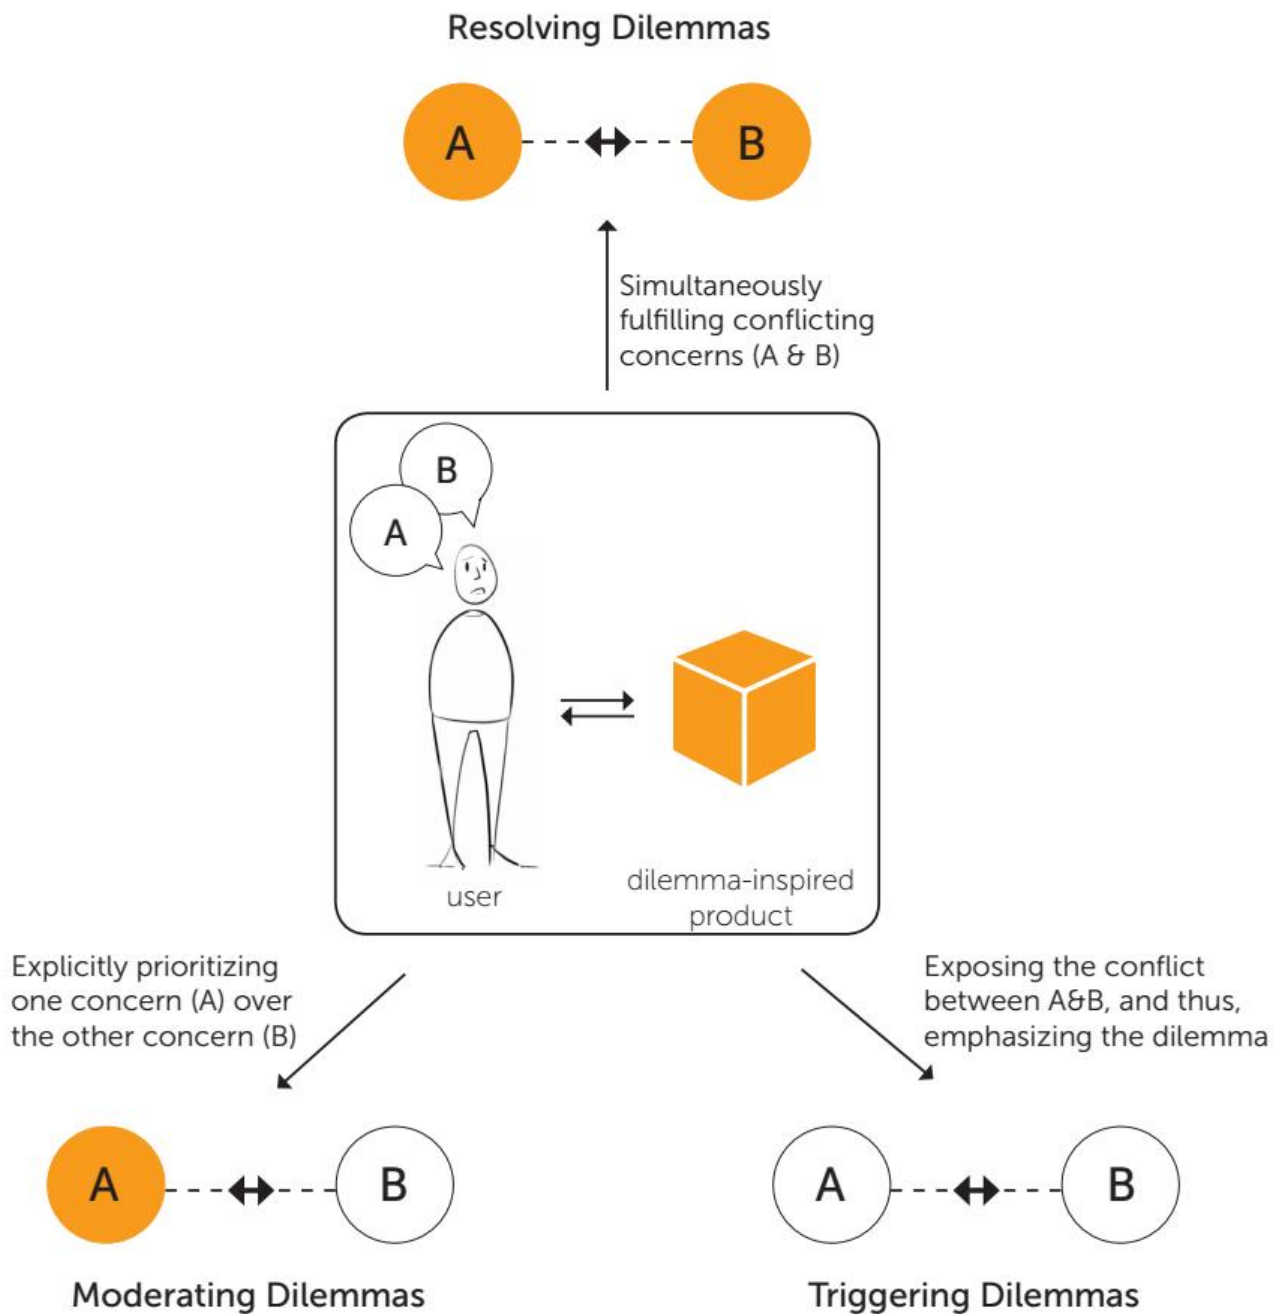 Resolving Dilemmas
A
B
Simultaneously
fulfilling conflicting
concerns (A & B)
B
A
user
dilemma-inspired
product
Explicitly prioritizing
one concern (A) over
the other concern (B)
Exposing the conflict
between A&B, and thus,
emphasizing the dilemma
A
B
A
B
Moderating Dilemmas
Triggering Dilemmas